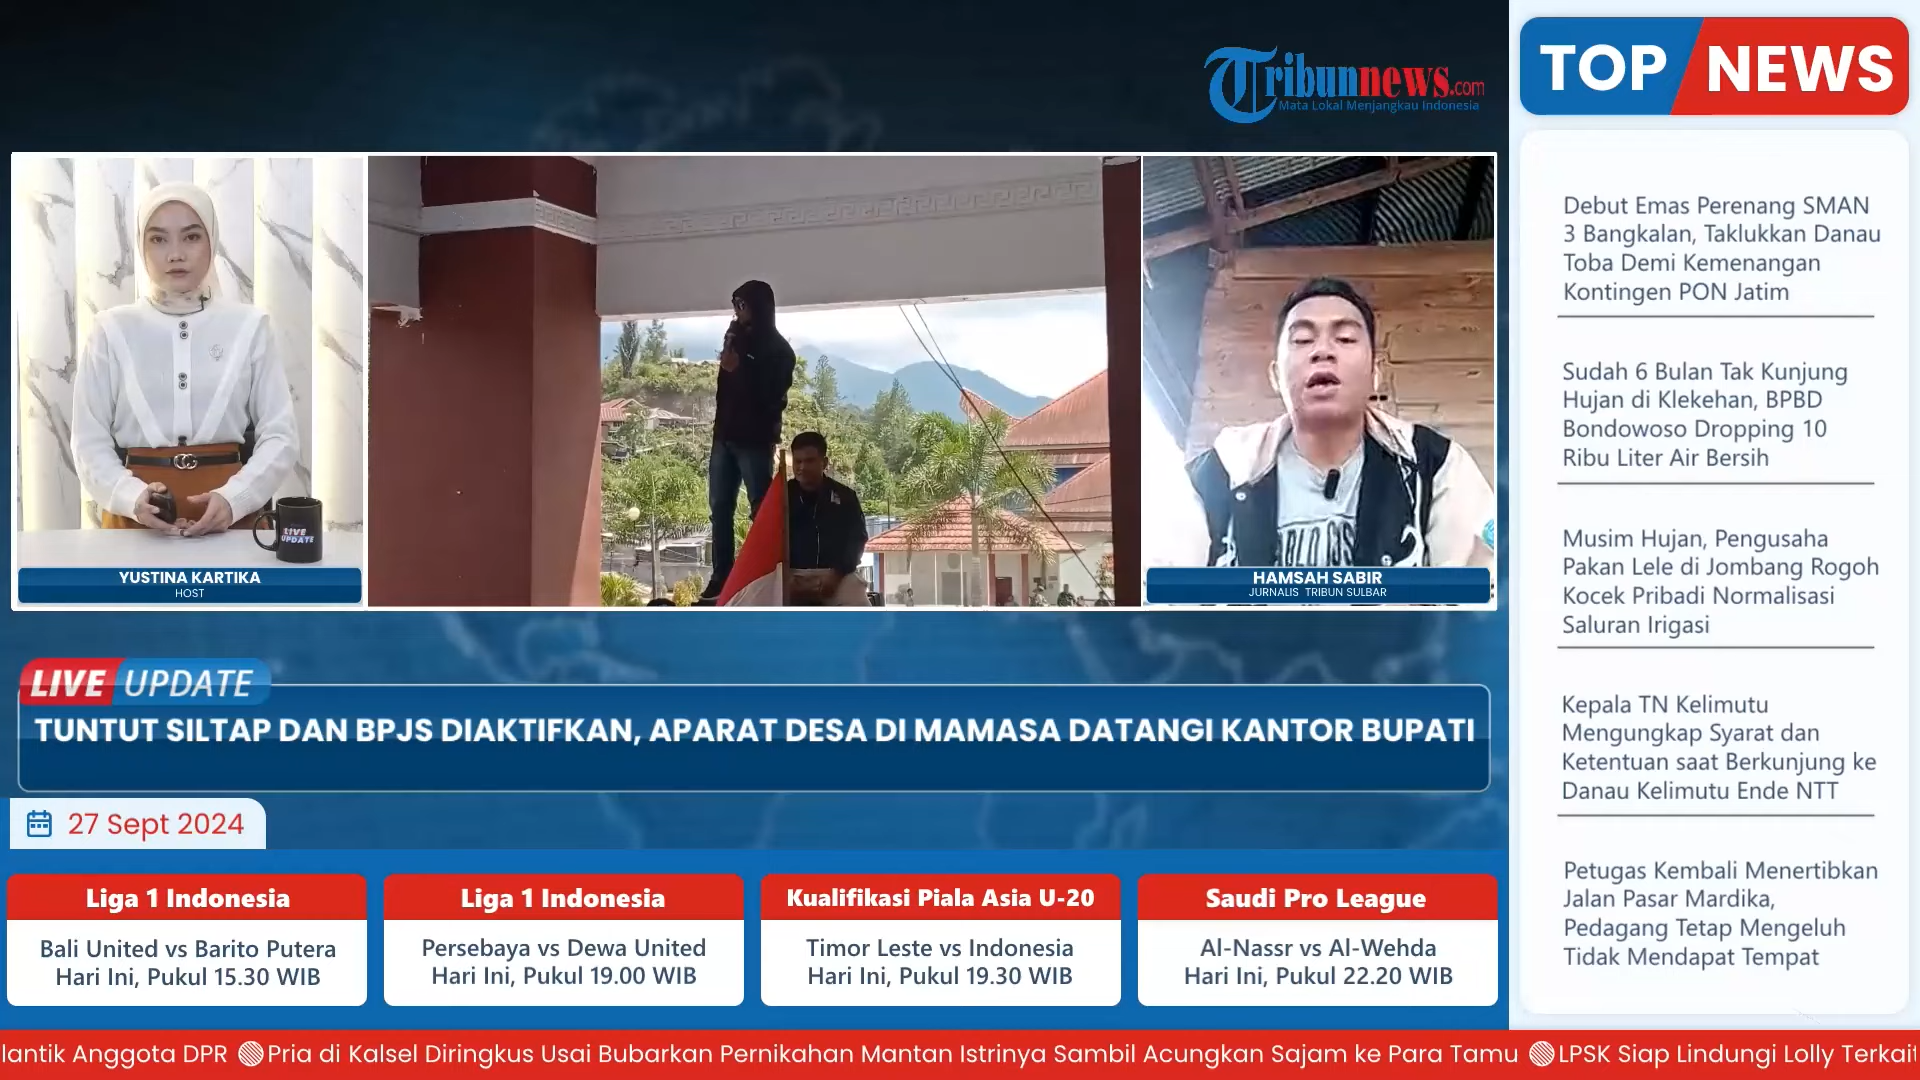 Tribunnews.com
Mata Lokal Menjangkau Indonesia
TOP NEWS
Debut Emas Perenang SMAN
3 Bangkalan, Taklukkan Danau
Toba Demi Kemenangan
Kontingen PON Jatim
Sudah 6 Bulan Tak Kunjung
Hujan di Klekehan, BPBD
Bondowoso Dropping 10
Ribu Liter Air Bersih
Musim Hujan, Pengusaha
Pakan Lele di Jombang Rogoh
Kocek Pribadi Normalisasi
Saluran Irigasi
Kepala TN Kelimutu
Mengungkap Syarat dan
Ketentuan saat Berkunjung ke
Danau Kelimutu Ende NTT
Petugas Kembali Menertibkan
Jalan Pasar Mardika,
Pedagang Tetap Mengeluh
Tidak Mendapat Tempat
LIVE
UPDATE
YUSTINA KARTIKA
HOST
HAMSAH SABIR
JURNALIS TRIBUN SULBAR
LIVE UPDATE
TUNTUT SILTAP DAN BPJS DIAKTIFKAN, APARAT DESA DI MAMASA DATANGI KANTOR BUPATI
27 Sept 2024
Liga 1 Indonesia
Bali United vs Barito Putera
Hari Ini, Pukul 15.30 WIB
Liga 1 Indonesia
Persebaya vs Dewa United
Hari Ini, Pukul 19.00 WIB
Kualifikasi Piala Asia U-20
Timor Leste vs Indonesia
Hari Ini, Pukul 19.30 WIB
Saudi Pro League
Al-Nassr vs Al-Wehda
Hari Ini, Pukul 22.20 WIB
lantik Anggota DPR Pria di Kalsel Diringkus Usai Bubarkan Pernikahan Mantan Istrinya Sambil Acungkan Sajam ke Para Tamu LPSK Siap Lindungi Lolly Terkait